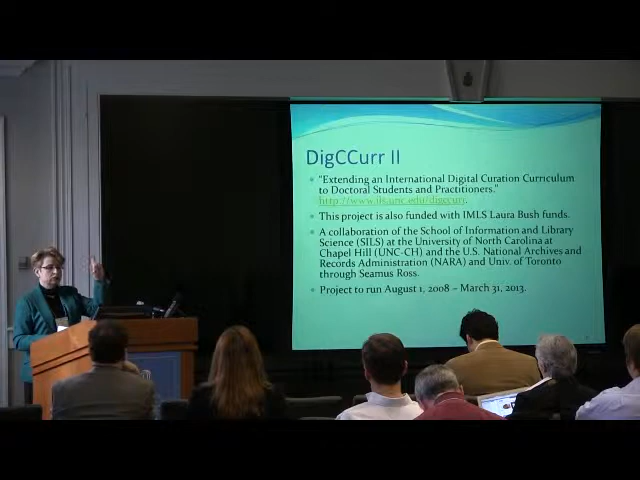 DigCCurr II
• "Extending an International Digital Curation Curriculum
to Doctoral Students and Practitioners."
http://www.ils.unc.edu/digccurr.
• This project is also funded with IMLS Laura Bush funds.
• A collaboration of the School of Information and Library
Science (SILS) at the University of North Carolina at
Chapel Hill (UNC-CH) and the U.S. National Archives and
Records Administration (NARA) and Univ. of Toronto
through Seamus Ross.
• Project to run August 1, 2008 – March 31, 2013.